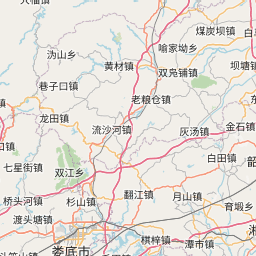 煤炭坝镇
喻家坳乡
沩山乡
黄材镇
坝塘镇
双凫铺镇
巷子口镇
老粮仓镇
龙田镇
流沙河镇
灰汤镇
金石镇
白田镇
七星街镇
双江乡
翻江镇
月山镇
桥头河镇
杉山镇
育塅乡
渡头塘镇
娄底市
棋梓镇
潭市镇